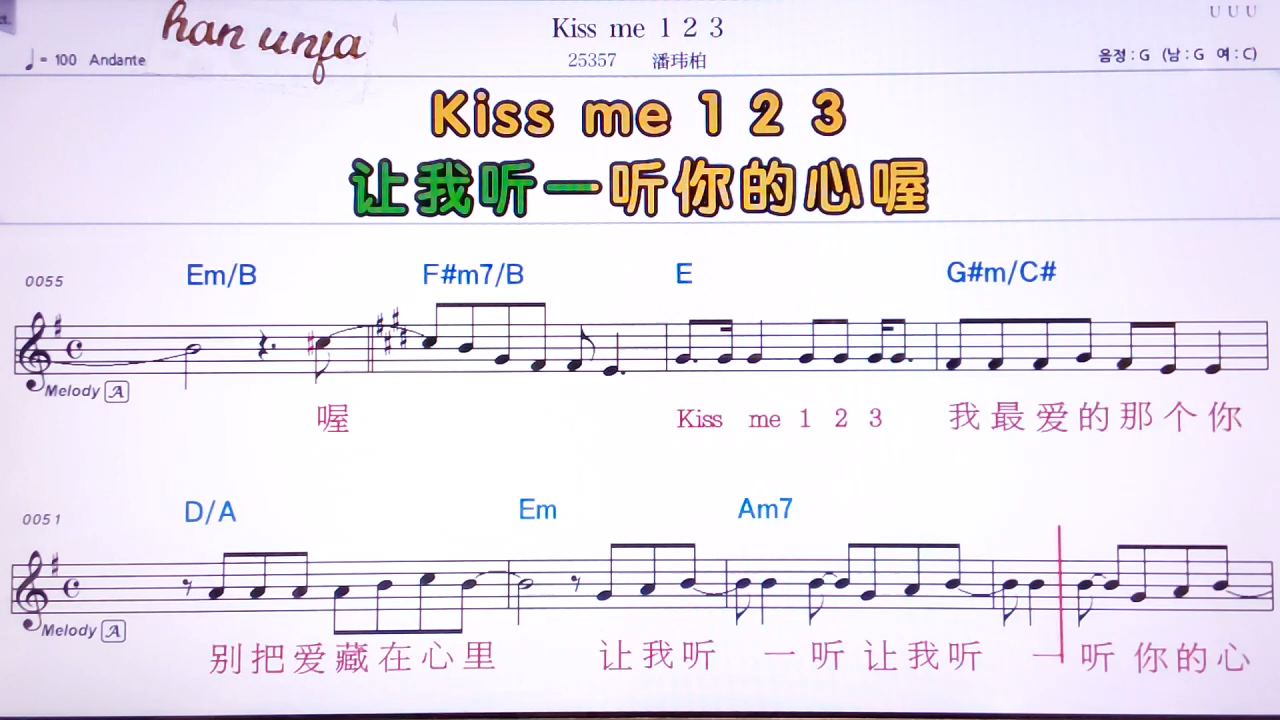 han unja
Kiss me 1 2 3
U U U
♩= 100 Andante
25357 潘玮柏
음정 : G (남 : G 여 : C)
Kiss me 1 2 3
让我听一听你的心喔
0055 Em/B F#m7/B E G#m/C#
Melody A
喔 Kiss me 1 2 3 我最爱的那个你
0051 D/A Em Am7
Melody A
别把爱藏在心里 让我听 一听让我听 一听你的心